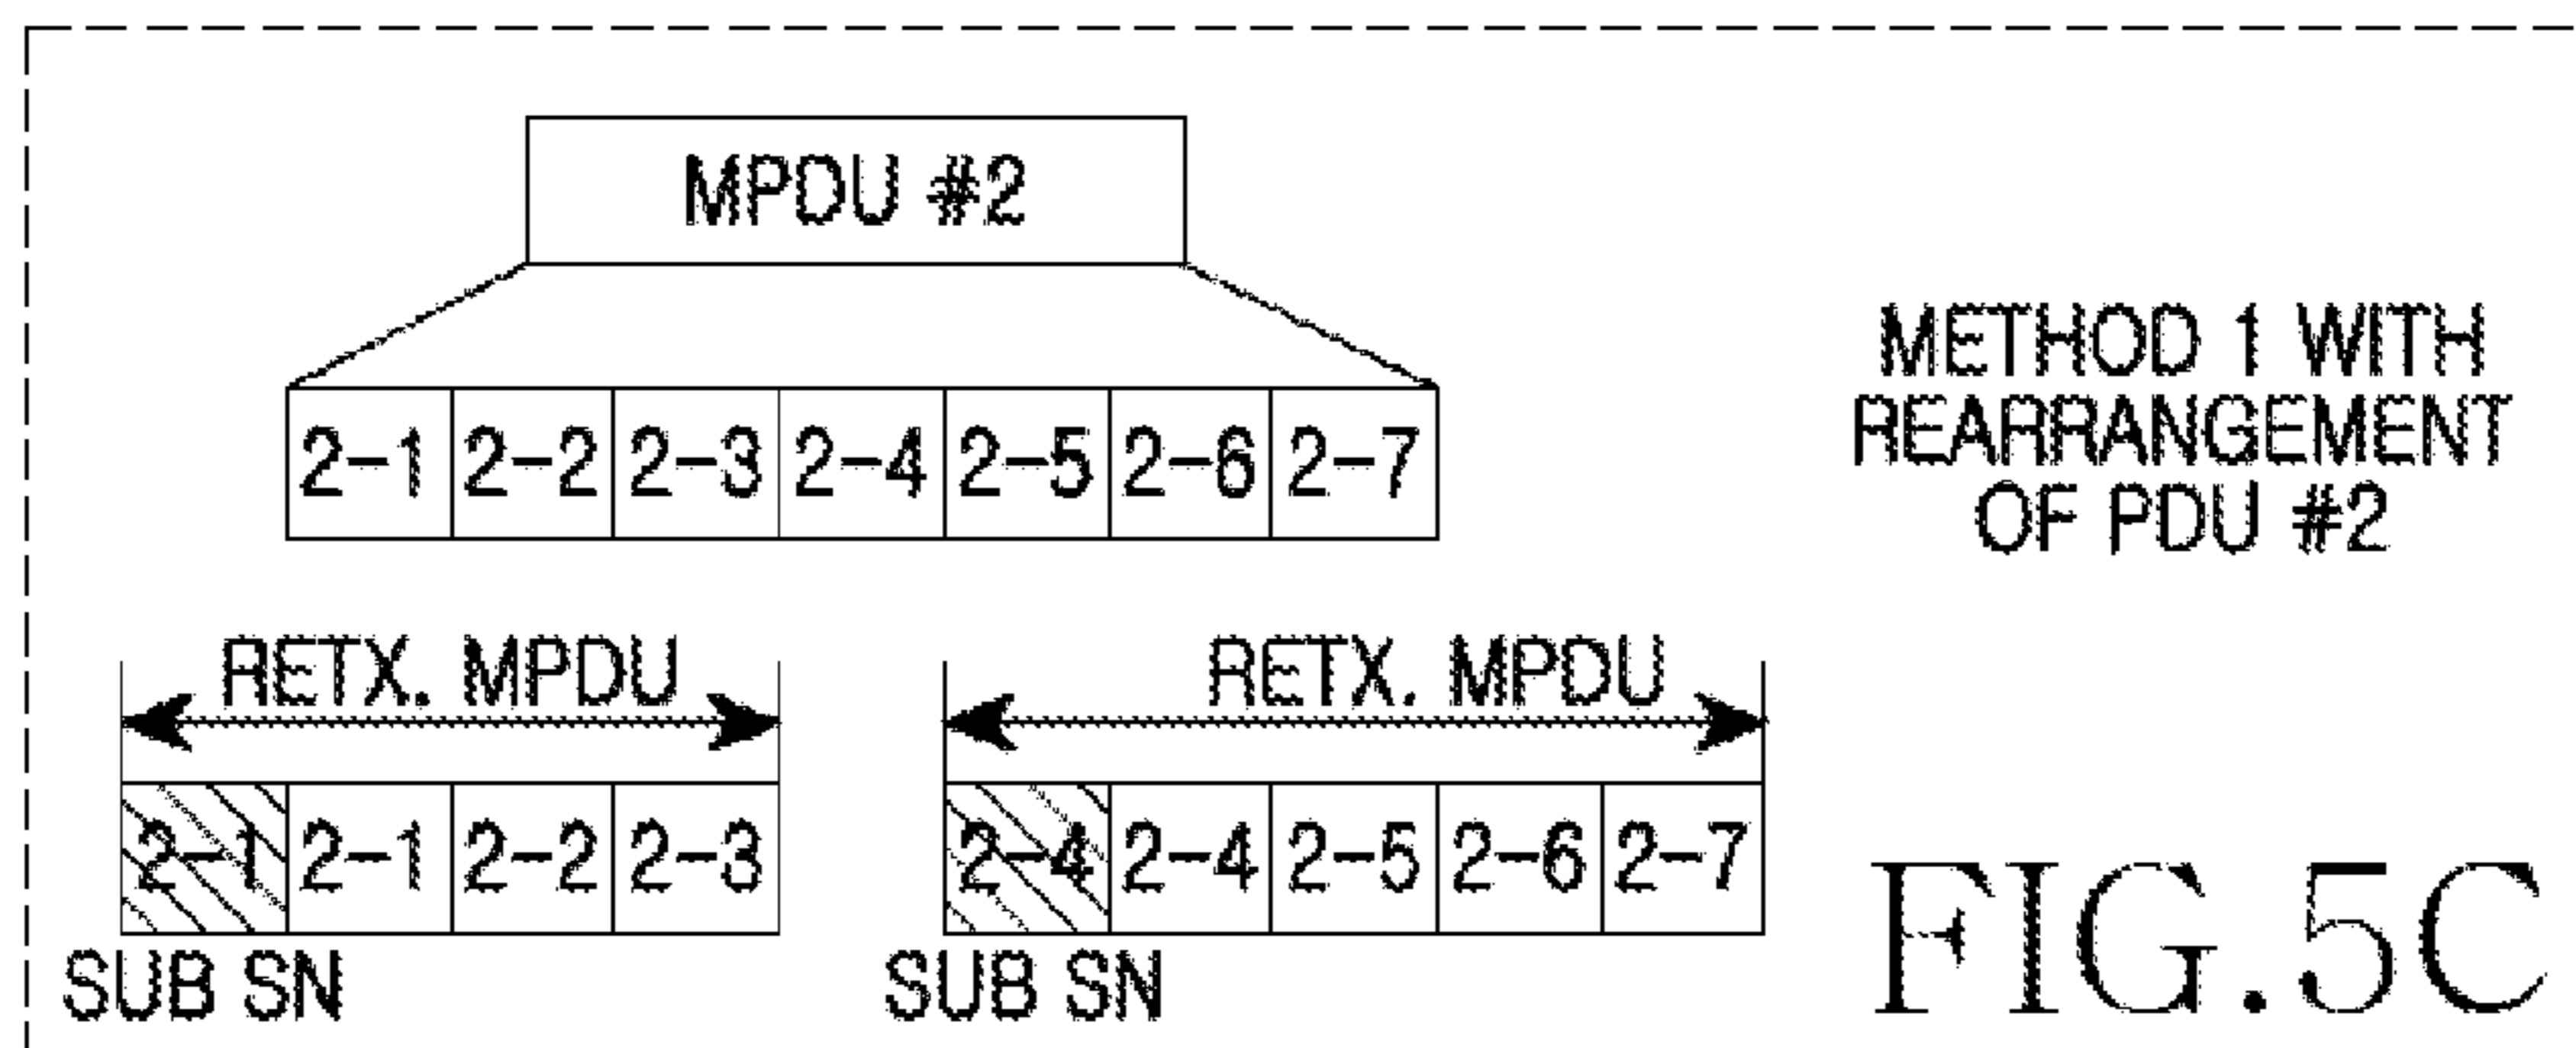 MPDU #2
2-1 2-2 2-3 2-4 2-5 2-6 2-7
METHOD 1 WITH
REARRANGEMENT
OF PDU #2
RETX. MPDU
RETX. MPDU
2-1 2-1 2-2 2-3
2-4 2-4 2-5 2-6 2-7
SUB SN
SUB SN
FIG.5C